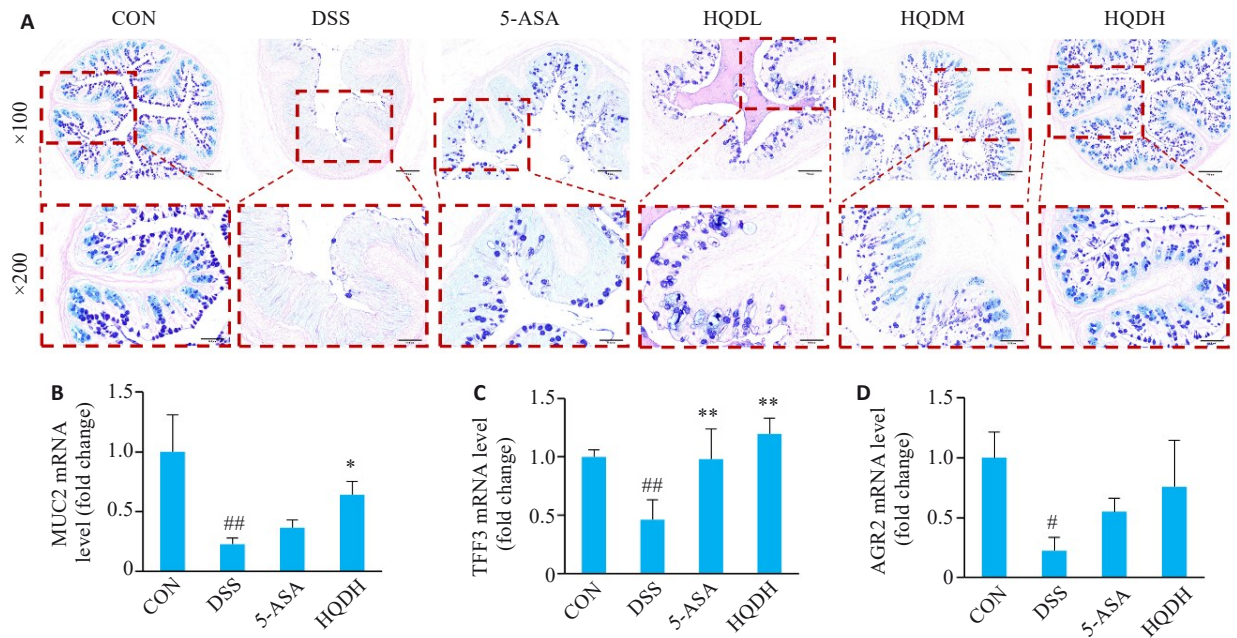 A
CON DSS 5-ASA HQDL HQDM HQDH
×100
×200
B
MUC2 mRNA
level (fold change)
1.5
1.0
0.5
0
##
*
CON DSS 5-ASA HQDH
C
TFF3 mRNA level
(fold change)
1.5
1.0
0.5
0
##
**
**
CON DSS 5-ASA HQDH
D
AGR2 mRNA level
(fold change)
1.5
1.0
0.5
0
#
CON DSS 5-ASA HQDH